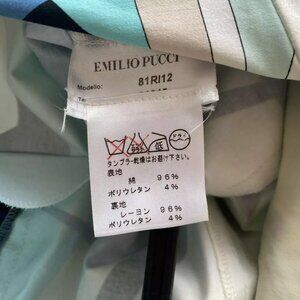 EMILIO PUCCI
Modello: 81RI12
タンブラー乾燥はお避け下さい。
表地
綿 96%
ポリウレタン 4%
裏地
レーヨン 96%
ポリウレタン 4%